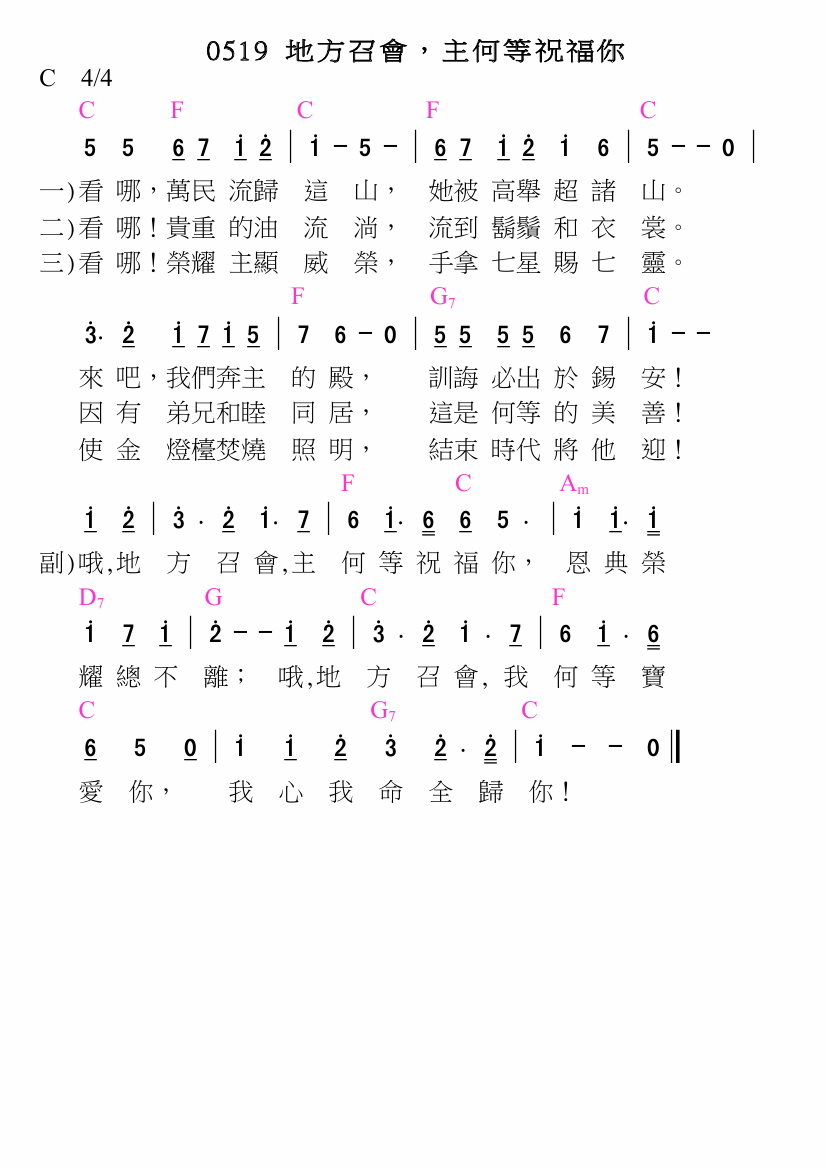 0519 地方召會，主何等祝福你
C 4/4
C F C F C
5 5 6 7 1̇ 2̇ | 1̇ － 5 － | 6 7 1̇ 2̇ 1̇ 6 | 5 － － 0 |
一)看 哪，萬民 流歸 這 山， 她被 高舉 超 諸 山。
二)看 哪！貴重 的油 流 淌， 流到 鬍鬚 和 衣 裳。
三)看 哪！榮耀 主顯 威 榮， 手拿 七星 賜 七 靈。
F G7 C
3̇. 2̇ 1̇ 7 1̇ 5 | 7 6 － 0 | 5 5 5 5 6 7 | 1̇ － －
來 吧，我們奔主 的 殿， 訓誨 必出 於 錫 安！
因 有 弟兄和睦 同 居， 這是 何等 的 美 善！
使 金 燈檯焚燒 照 明， 結束 時代 將 他 迎！
F C Am
1̇ 2̇ | 3̇ . 2̇ 1̇. 7 | 6 1̇. 6 6 5 . | 1̇ 1̇. 1̇
副)哦,地 方 召 會,主 何 等 祝 福 你， 恩 典 榮
D7 G C F
1̇ 7 1̇ | 2̇ － － 1̇ 2̇ | 3̇ . 2̇ 1̇ . 7 | 6 1̇ . 6
耀 總 不 離； 哦,地 方 召 會, 我 何 等 寶
C G7 C
6 5 0 | 1̇ 1̇ 2̇ 3̇ 2̇ . 2̇ | 1̇ － － 0 ‖
愛 你， 我 心 我 命 全 歸 你！